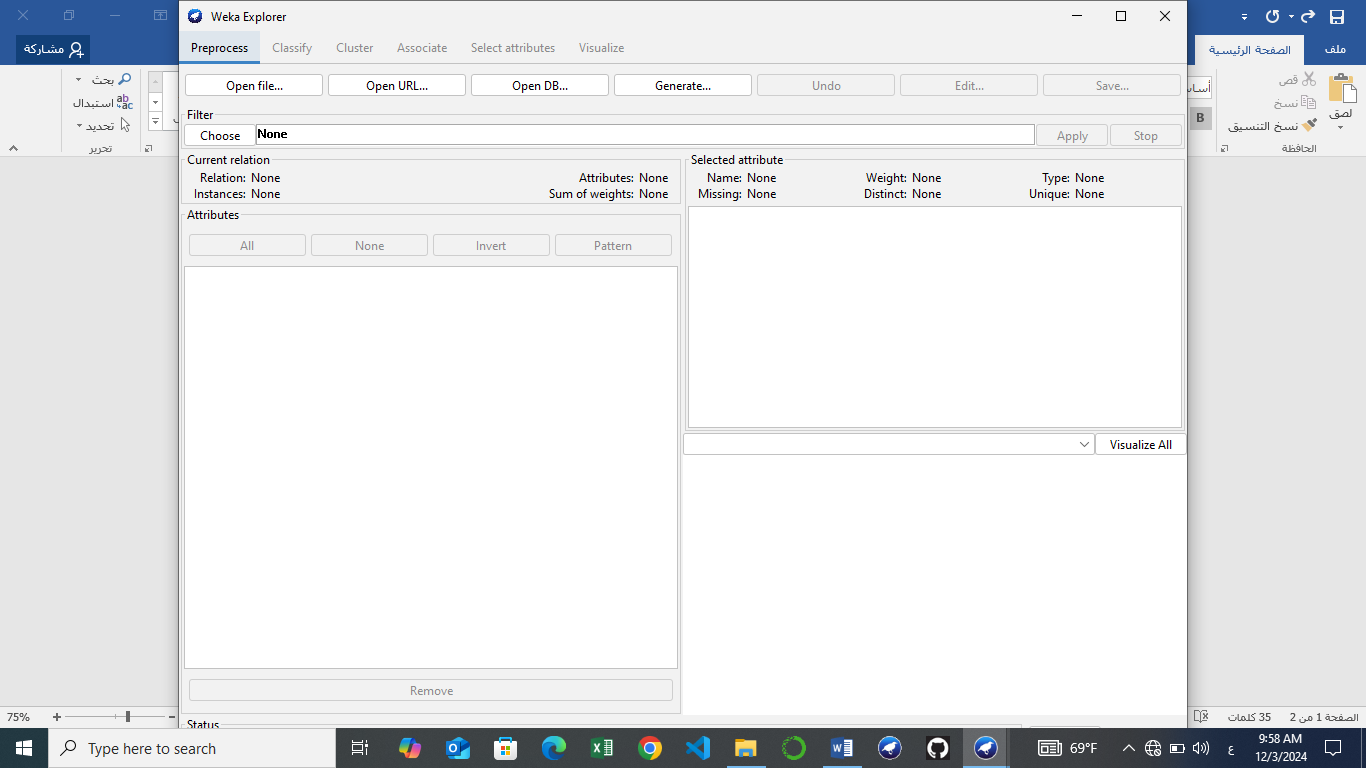 Weka Explorer
ملف
الصفحة الرئيسية
مشاركة
Preprocess Classify Cluster Associate Select attributes Visualize
Open file... Open URL... Open DB... Generate... Undo Edit... Save...
Filter
Choose None Apply Stop
Current relation
Relation: None Attributes: None
Instances: None Sum of weights: None
Attributes
All None Invert Pattern
Remove
Selected attribute
Name: None Weight: None Type: None
Missing: None Distinct: None Unique: None
Visualize All
Status
لصق
قص
نسخ
نسخ التنسيق
الحافظة
أساس
B
بحث
استبدال
ab
ac
تحديد
تحرير
الصفحة 1 من 2
35 كلمات
75%
Type here to search
69°F
ع
9:58 AM
12/3/2024